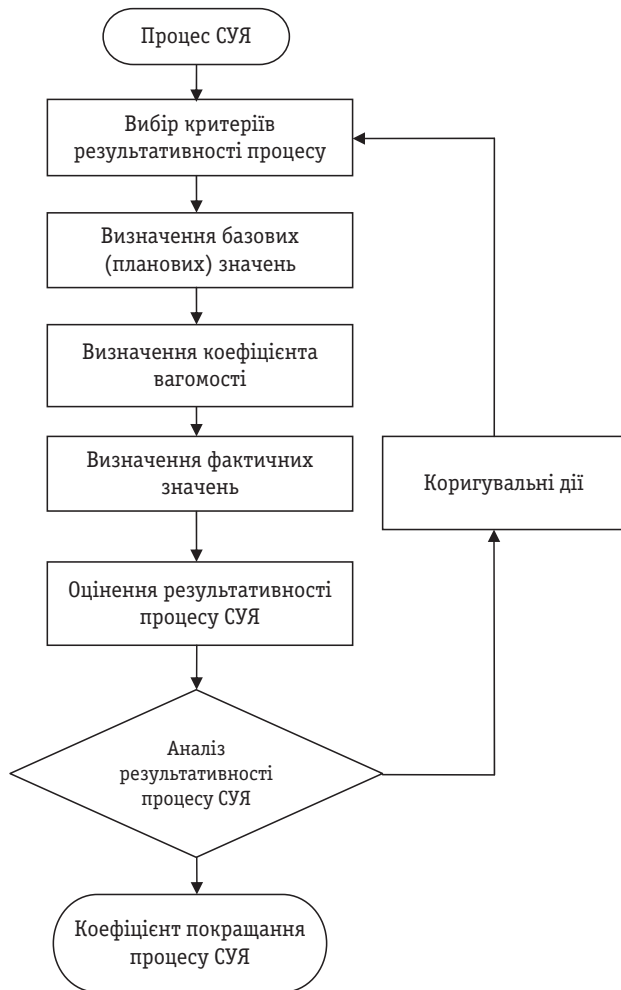 Процес СУЯ
Вибір критеріїв
результативності процесу
Визначення базових
(планових) значень
Визначення коефіцієнта
вагомості
Визначення фактичних
значень
Коригувальні дії
Оцінення результативності
процесу СУЯ
Аналіз
результативності
процесу СУЯ
Коефіцієнт покращання
процесу СУЯ